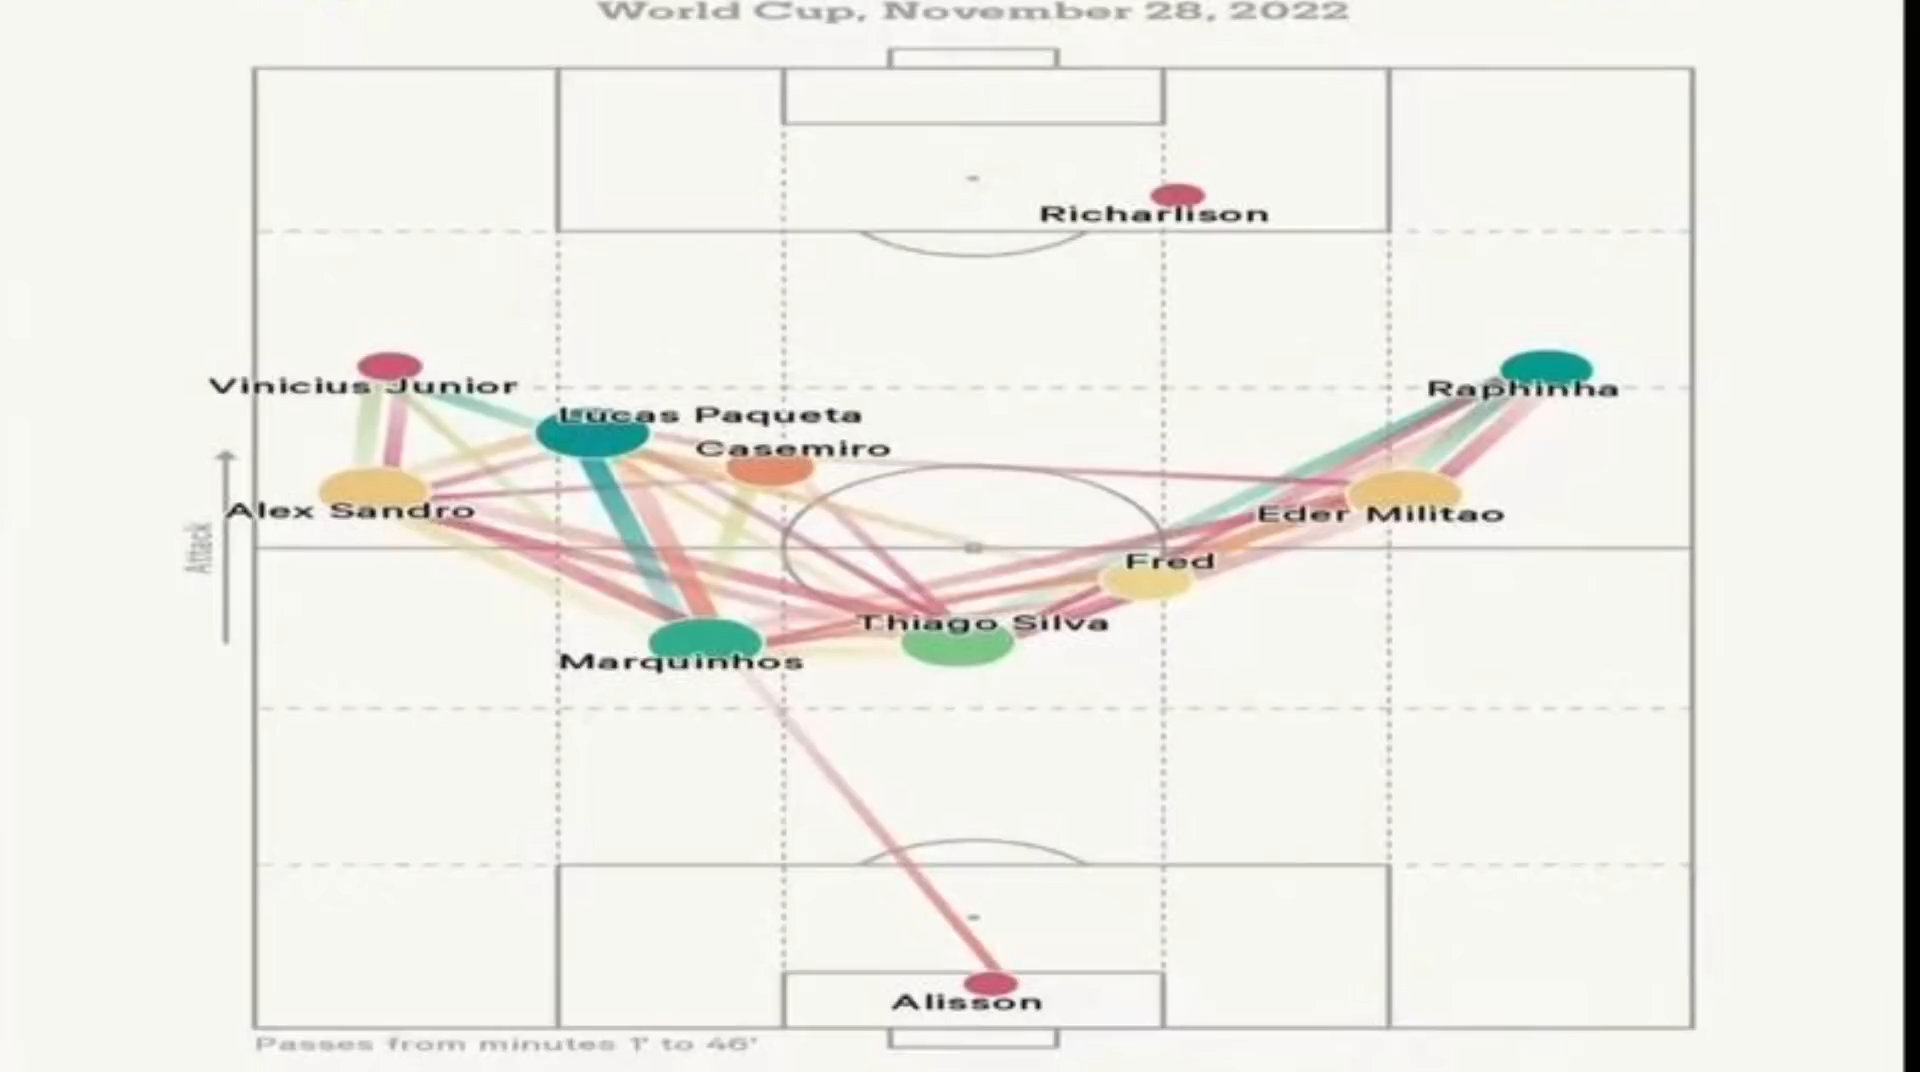 World Cup, November 28, 2022
Richarlison
Vinicius Junior
Raphinha
Lucas Paqueta
Casemiro
Alex Sandro
Eder Militao
Attack
Fred
Thiago Silva
Marquinhos
Alisson
Passes from minutes 1' to 46'